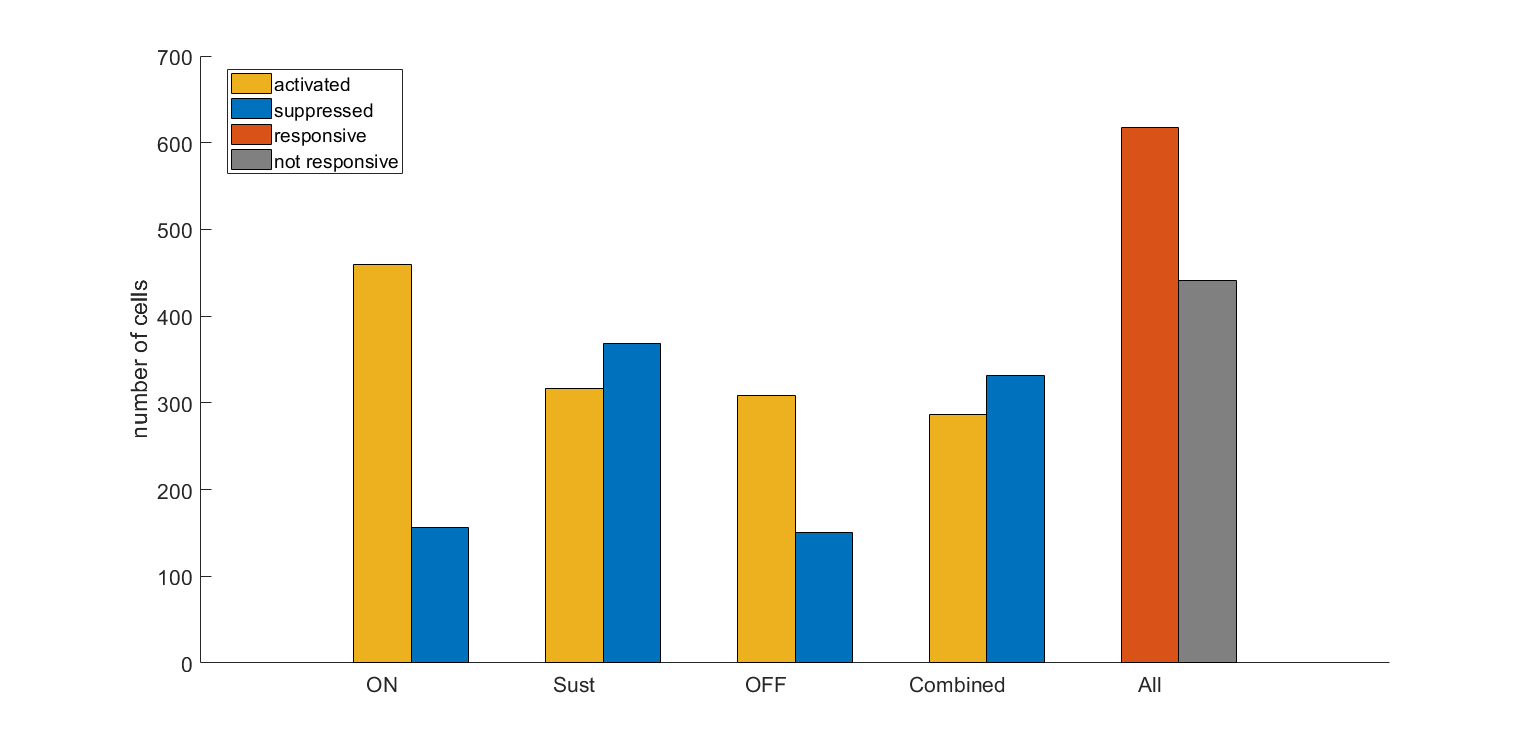 700
600
500
400
300
200
100
0
number of cells
activated
suppressed
responsive
not responsive
ON
Sust
OFF
Combined
All